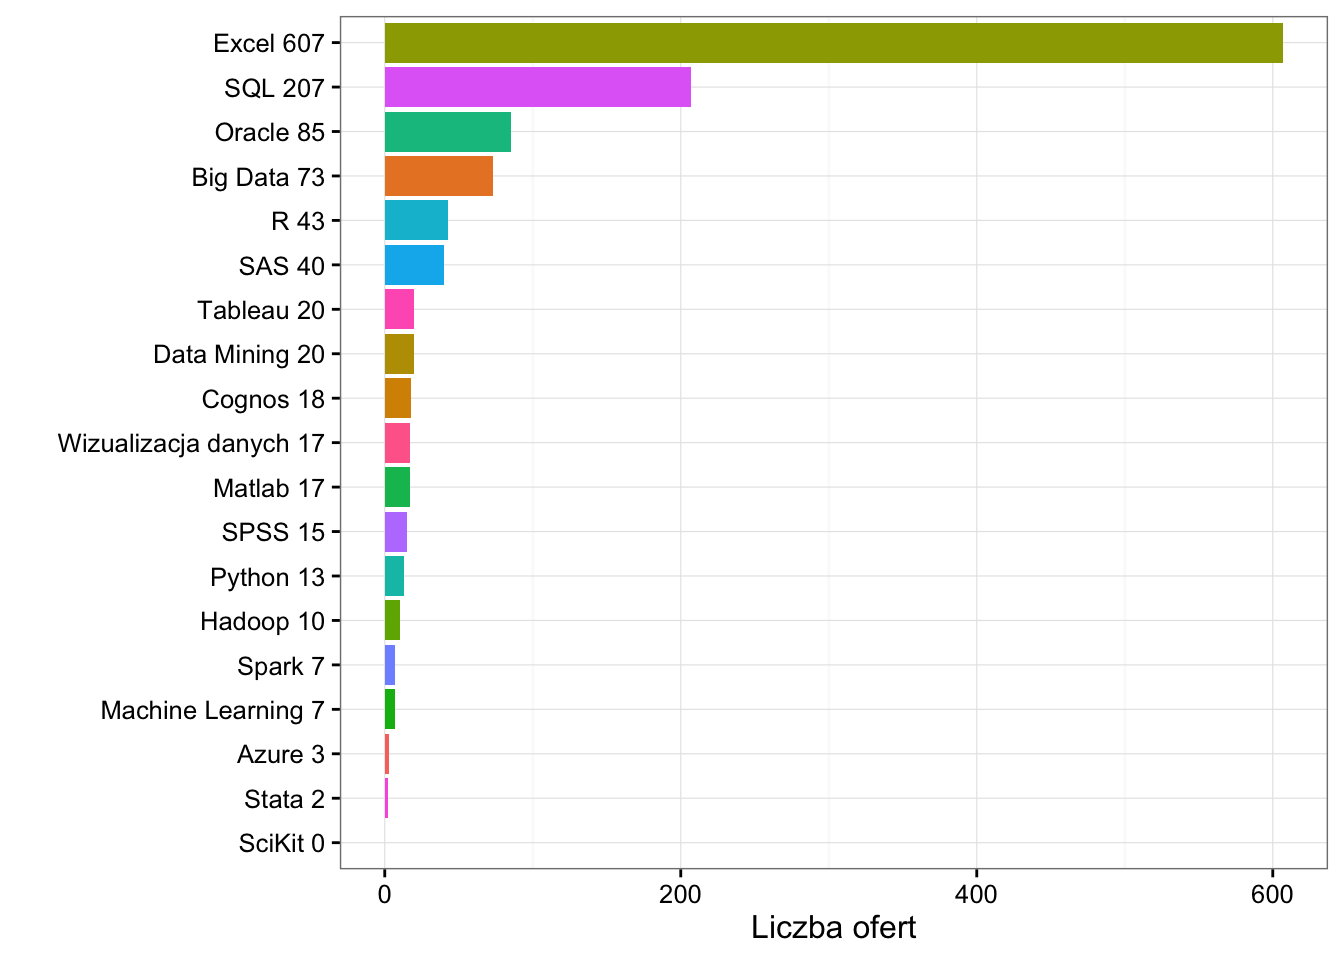 Excel 607
SQL 207
Oracle 85
Big Data 73
R 43
SAS 40
Tableau 20
Data Mining 20
Cognos 18
Wizualizacja danych 17
Matlab 17
SPSS 15
Python 13
Hadoop 10
Spark 7
Machine Learning 7
Azure 3
Stata 2
SciKit 0
0 200 400 600
Liczba ofert